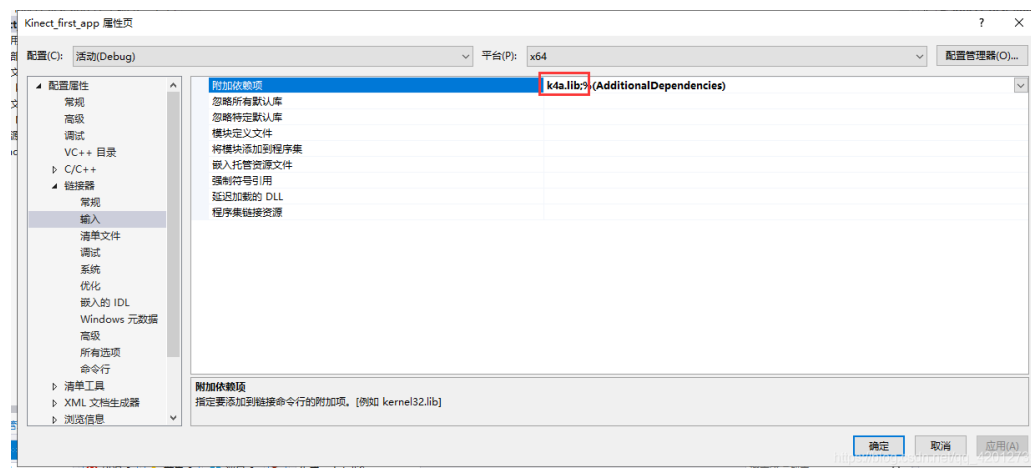 Kinect_first_app 属性页
? ×
配置(C): 活动(Debug) 平台(P): x64 配置管理器(O)...
配置属性
常规
高级
调试
VC++ 目录
C/C++
链接器
常规
输入
清单文件
调试
系统
优化
嵌入的 IDL
Windows 元数据
高级
所有选项
命令行
清单工具
XML 文档生成器
浏览信息
附加依赖项 k4a.lib;%(AdditionalDependencies)
忽略所有默认库
忽略特定默认库
模块定义文件
将模块添加到程序集
嵌入托管资源文件
强制符号引用
延迟加载的 DLL
程序集链接资源
附加依赖项
指定要添加到链接命令行的附加项。[例如 kernel32.lib]
确定 取消 应用(A)